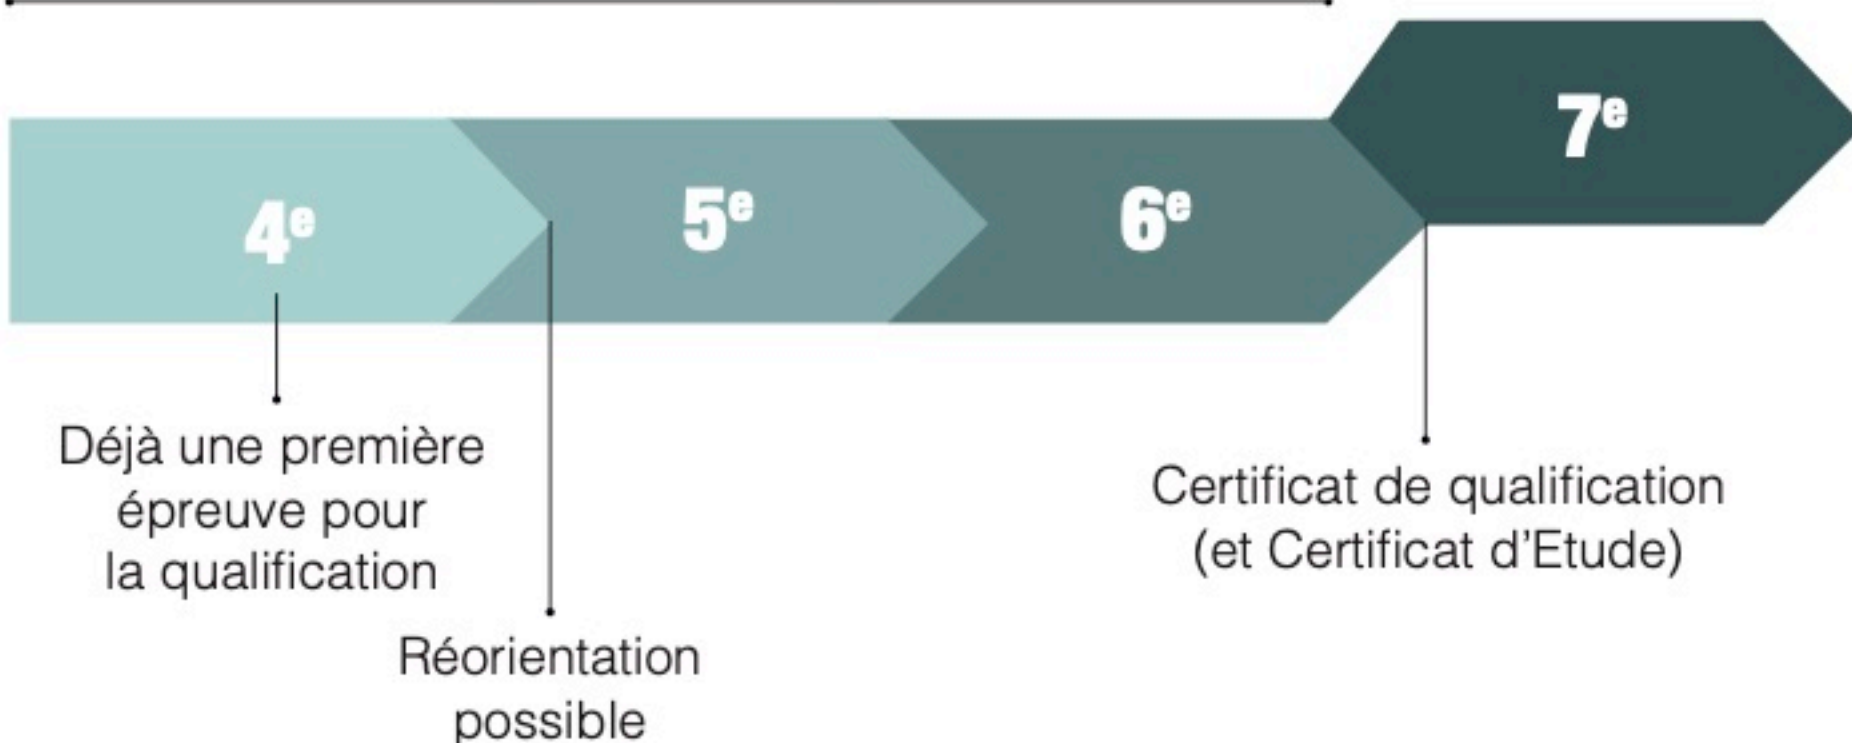 7e
4e
5e
6e
Déjà une première
épreuve pour
la qualification
Certificat de qualification
(et Certificat d'Etude)
Réorientation
possible